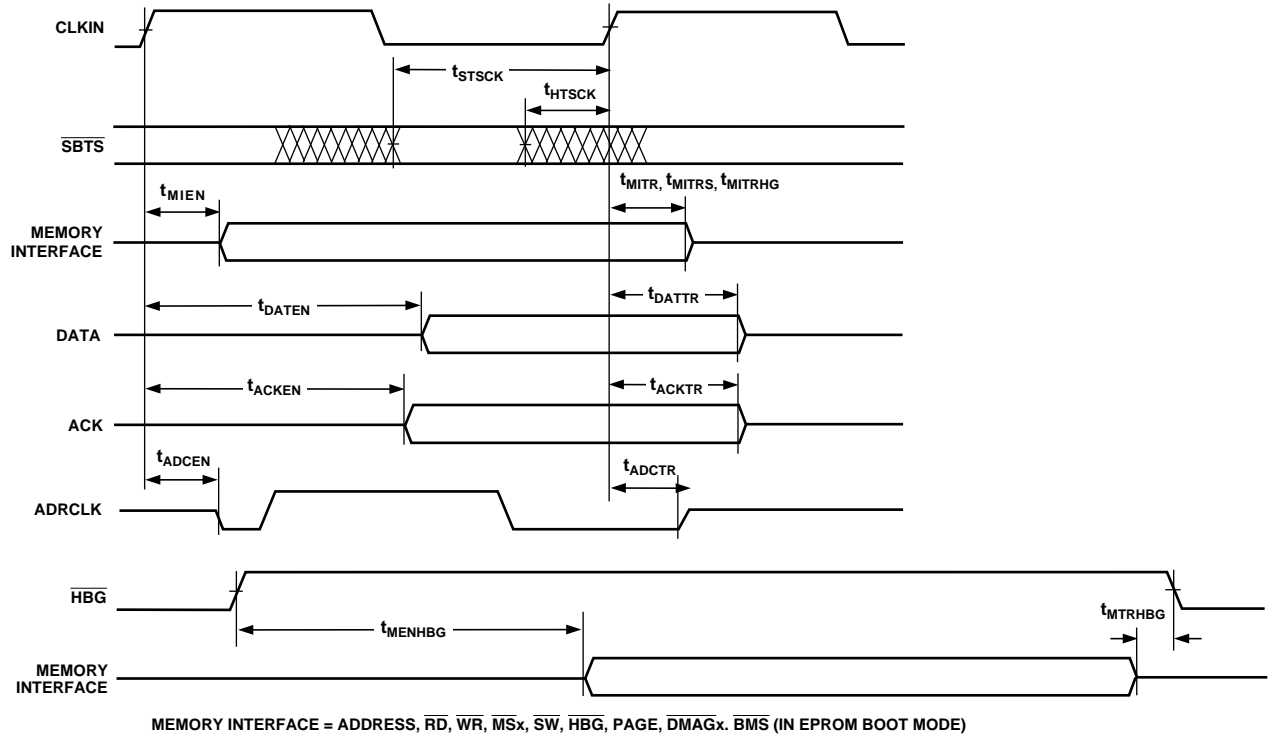 CLKIN
tSTSCK
tHTSCK
SBTS
tMITR, tMITRS, tMITRHG
tMIEN
MEMORY
INTERFACE
tDATEN
tDATTR
DATA
tACKEN
tACKTR
ACK
tADCEN
tADCTR
ADRCLK
HBG
tMENHBG
tMTRHBG
MEMORY
INTERFACE
MEMORY INTERFACE = ADDRESS, RD, WR, MSx, SW, HBG, PAGE, DMAGx. BMS (IN EPROM BOOT MODE)